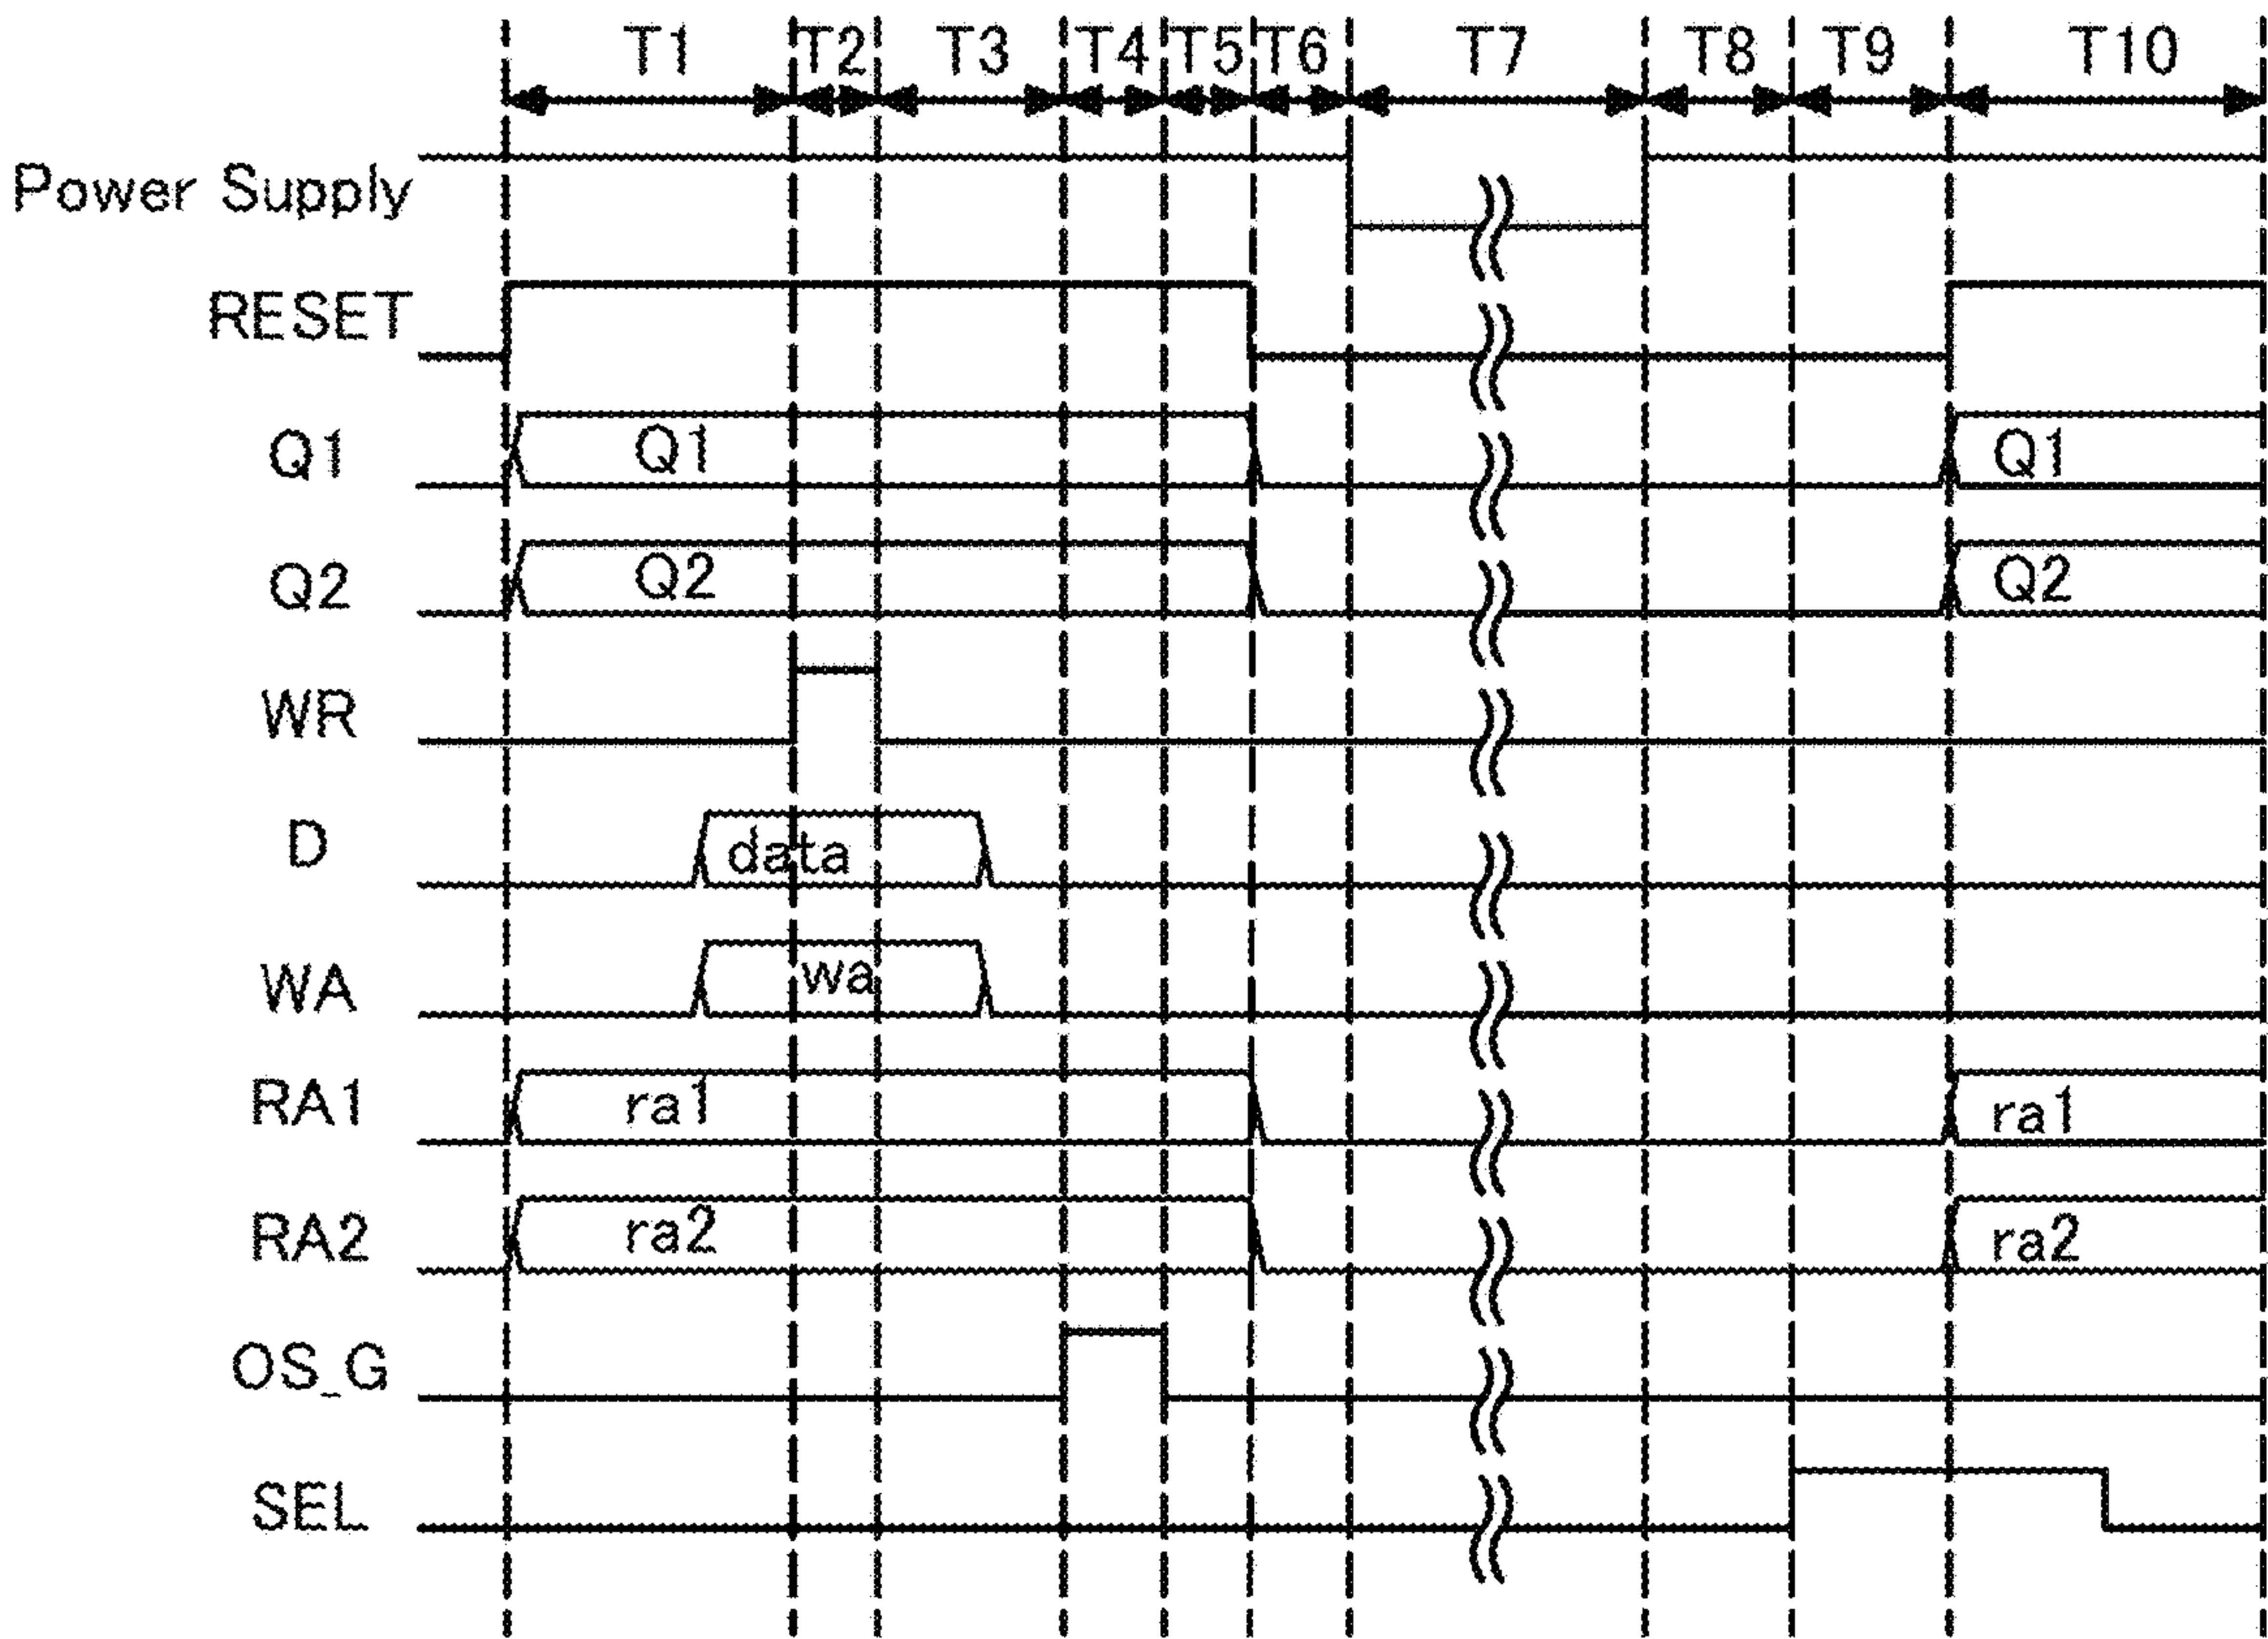 T1 T2 T3 T4 T5 T6 T7 T8 T9 T10
Power Supply
RESET
Q1 Q1 Q1
Q2 Q2 Q2
WR
D data
WA wa
RA1 ra1 ra1
RA2 ra2 ra2
OS_G
SEL